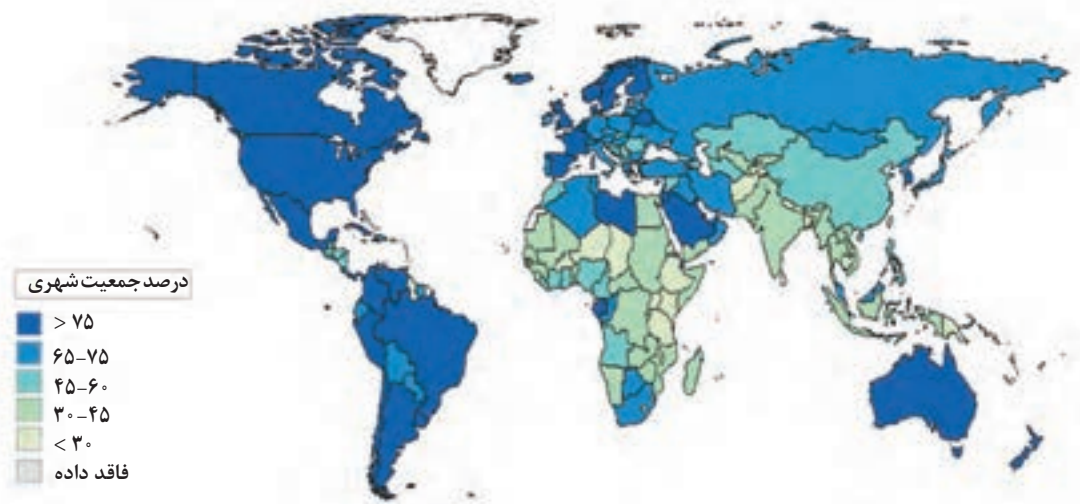 درصد جمعیت شهری
> ۷۵
۶۵-۷۵
۴۵-۶۰
۳۰-۴۵
< ۳۰
فاقد داده